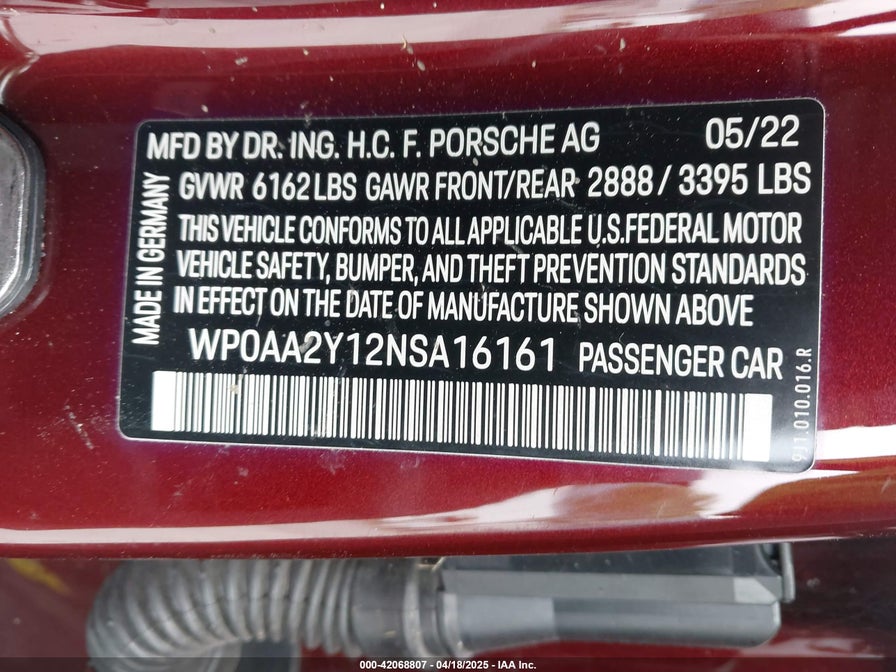 MFD BY DR. ING. H.C. F. PORSCHE AG 05/22
GVWR 6162 LBS GAWR FRONT/REAR 2888 / 3395 LBS
THIS VEHICLE CONFORMS TO ALL APPLICABLE U.S.FEDERAL MOTOR
VEHICLE SAFETY, BUMPER, AND THEFT PREVENTION STANDARDS
IN EFFECT ON THE DATE OF MANUFACTURE SHOWN ABOVE
WP0AA2Y12NSA16161 PASSENGER CAR
MADE IN GERMANY
9J1.010.016.R
000-42068807 - 04/18/2025 - IAA Inc.